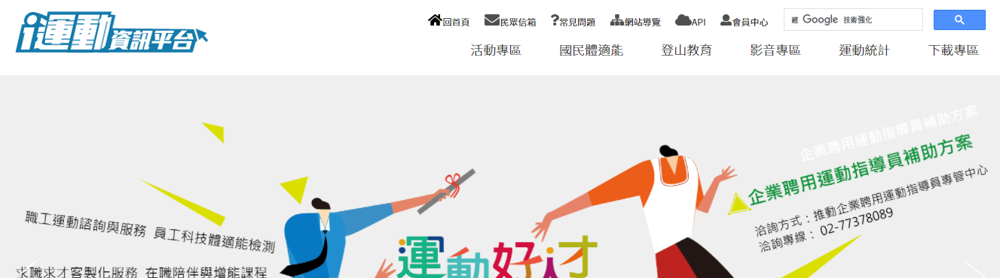 i運動資訊平台
回首頁 民眾信箱 常見問題 網站導覽 API 會員中心 經 Google 技術強化
活動專區 國民體適能 登山教育 影音專區 運動統計 下載專區
企業聘用運動指導員補助方案
企業聘用運動指導員補助方案
洽詢方式：推動企業聘用運動指導員專管中心
洽詢專線： 02-77378089
職工運動諮詢與服務 員工科技體適能檢測
求職求才客製化服務 在職陪伴與增能課程
運動好i才